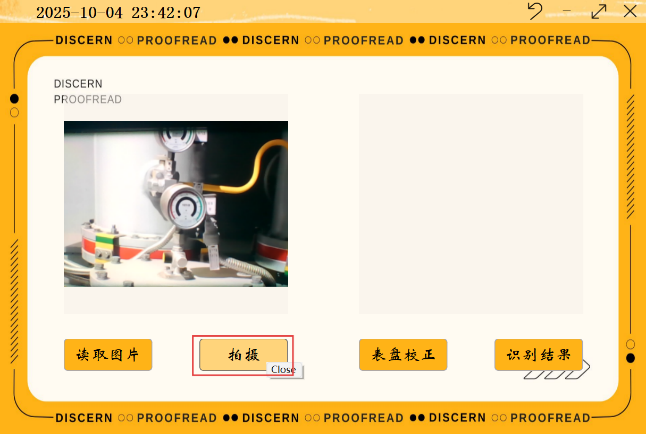 2025-10-04 23:42:07
DISCERN ○○ PROOFREAD ●● DISCERN ○○ PROOFREAD ●● DISCERN ○○ PROOFREAD
DISCERN
PROOFREAD
读取图片 拍摄 表盘校正 识别结果
Close
DISCERN ○○ PROOFREAD ●● DISCERN ○○ PROOFREAD ●● DISCERN ○○ PROOFREAD